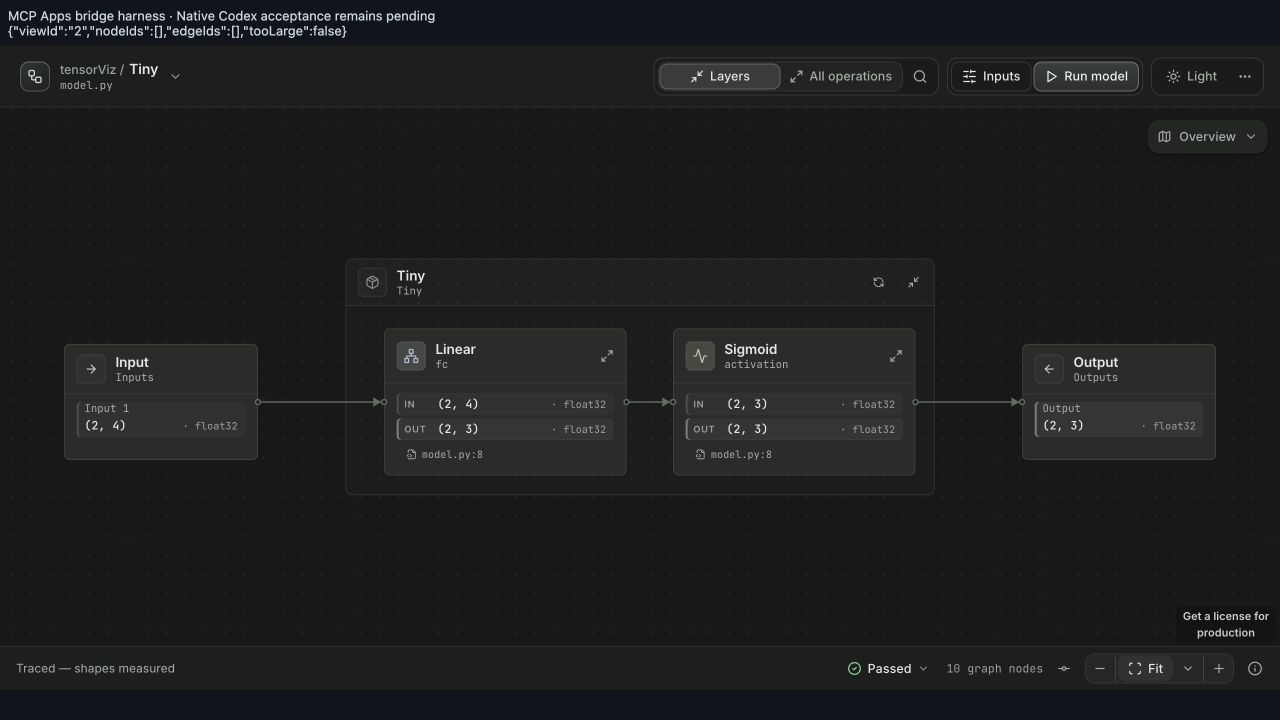 MCP Apps bridge harness · Native Codex acceptance remains pending
{"viewId":"2","nodeIds":[],"edgeIds":[],"tooLarge":false}
tensorViz / Tiny
model.py
Layers
All operations
Inputs
Run model
Light
Overview
Tiny
Tiny
Input
Inputs
Input 1
(2, 4) · float32
Linear
fc
IN (2, 4) · float32
OUT (2, 3) · float32
model.py:8
Sigmoid
activation
IN (2, 3) · float32
OUT (2, 3) · float32
model.py:8
Output
Outputs
Output
(2, 3) · float32
Get a license for
production
Traced — shapes measured
Passed
10 graph nodes
Fit